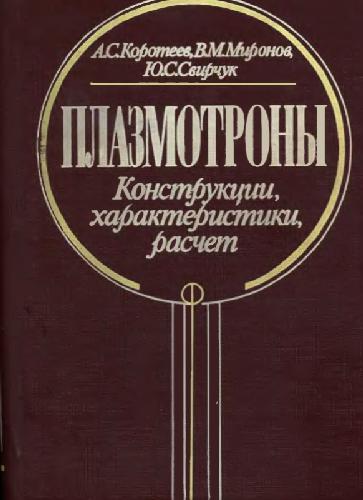 А.С.Коротеев, В.М.Миронов,
Ю.С.Свирчук
ПЛАЗМОТРОНЫ
Конструкции,
характеристики,
расчет